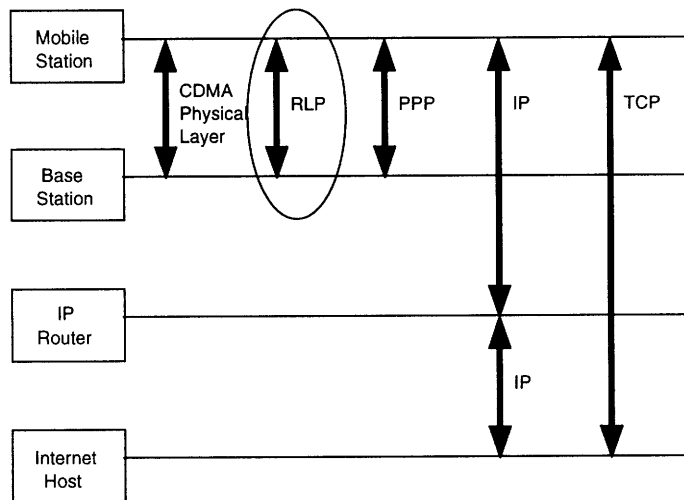 Mobile
Station
CDMA
Physical
Layer
RLP
PPP
IP
TCP
Base
Station
IP
Router
IP
Internet
Host